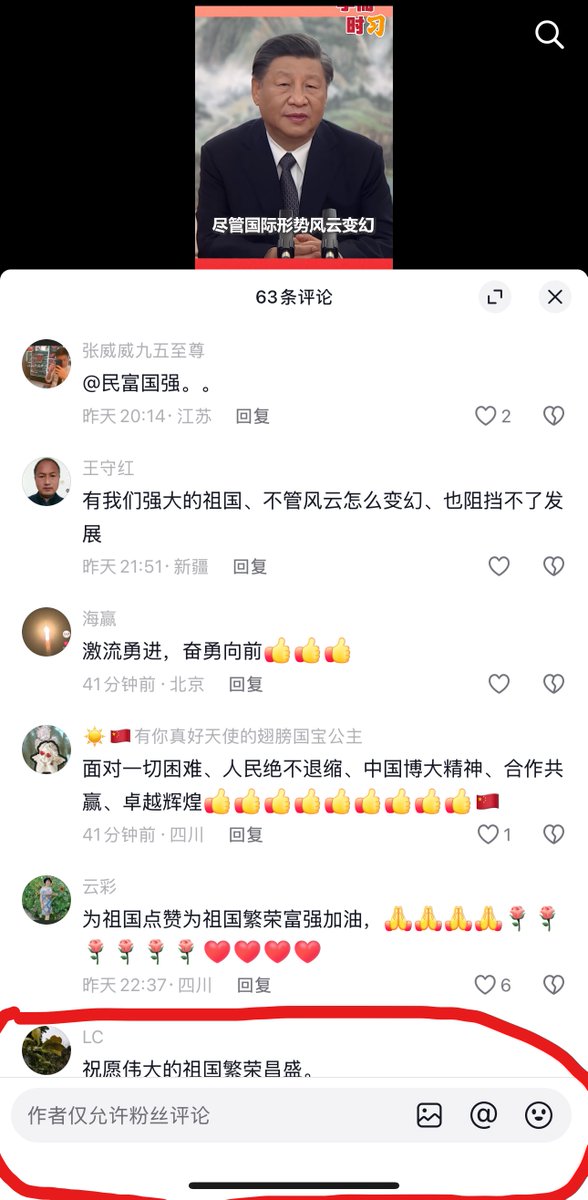 学而
时习
尽管国际形势风云变幻
63条评论
张威威九五至尊
@民富国强。。
昨天 20:14 · 江苏 回复 2
王守红
有我们强大的祖国、不管风云怎么变幻、也阻挡不了发
展
昨天 21:51 · 新疆 回复
海赢
激流勇进，奋勇向前👍👍👍
41分钟前 · 北京 回复
☀️🇨🇳有你真好天使的翅膀国宝公主
面对一切困难、人民绝不退缩、中国博大精神、合作共
赢、卓越辉煌👍👍👍👍👍👍👍👍👍🇨🇳
41分钟前 · 四川 回复 1
云彩
为祖国点赞为祖国繁荣富强加油，🙏🙏🙏🙏🌹🌹
🌹🌹🌹🌹❤️❤️❤️❤️
昨天 22:37 · 四川 回复 6
LC
祝愿伟大的祖国繁荣昌盛。
作者仅允许粉丝评论